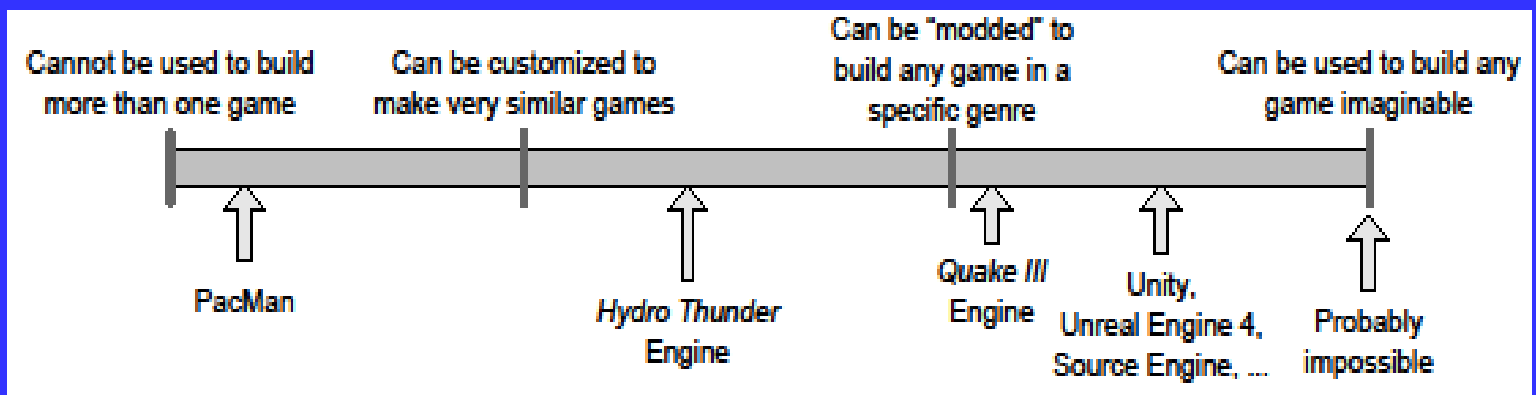 Cannot be used to build
more than one game
Can be customized to
make very similar games
Can be "modded" to
build any game in a
specific genre
Can be used to build any
game imaginable
PacMan
Hydro Thunder
Engine
Quake III
Engine
Unity,
Unreal Engine 4,
Source Engine, ...
Probably
impossible